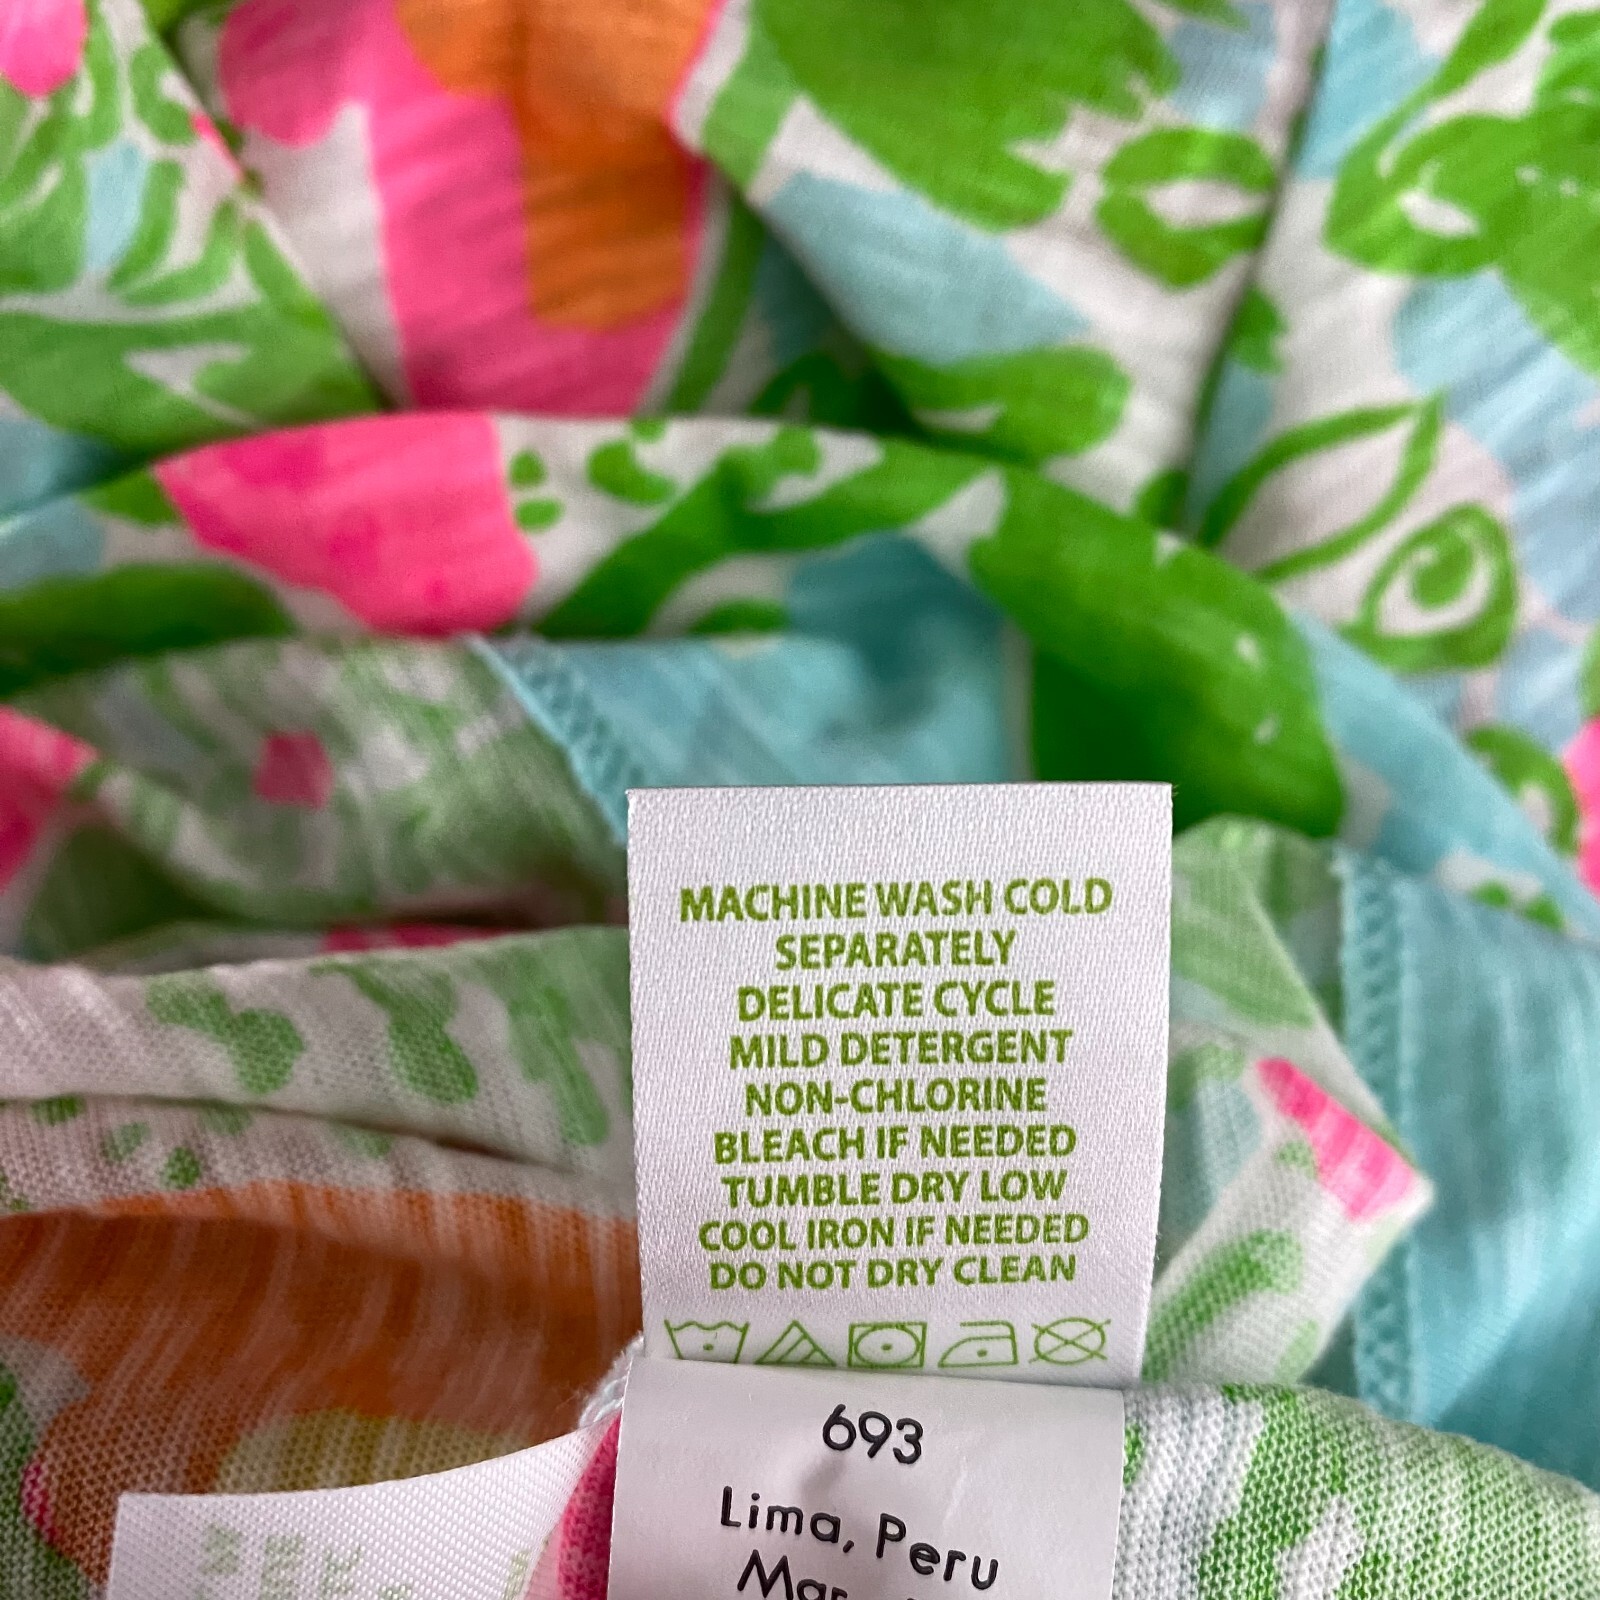 MACHINE WASH COLD
SEPARATELY
DELICATE CYCLE
MILD DETERGENT
NON-CHLORINE
BLEACH IF NEEDED
TUMBLE DRY LOW
COOL IRON IF NEEDED
DO NOT DRY CLEAN
693
Lima, Peru